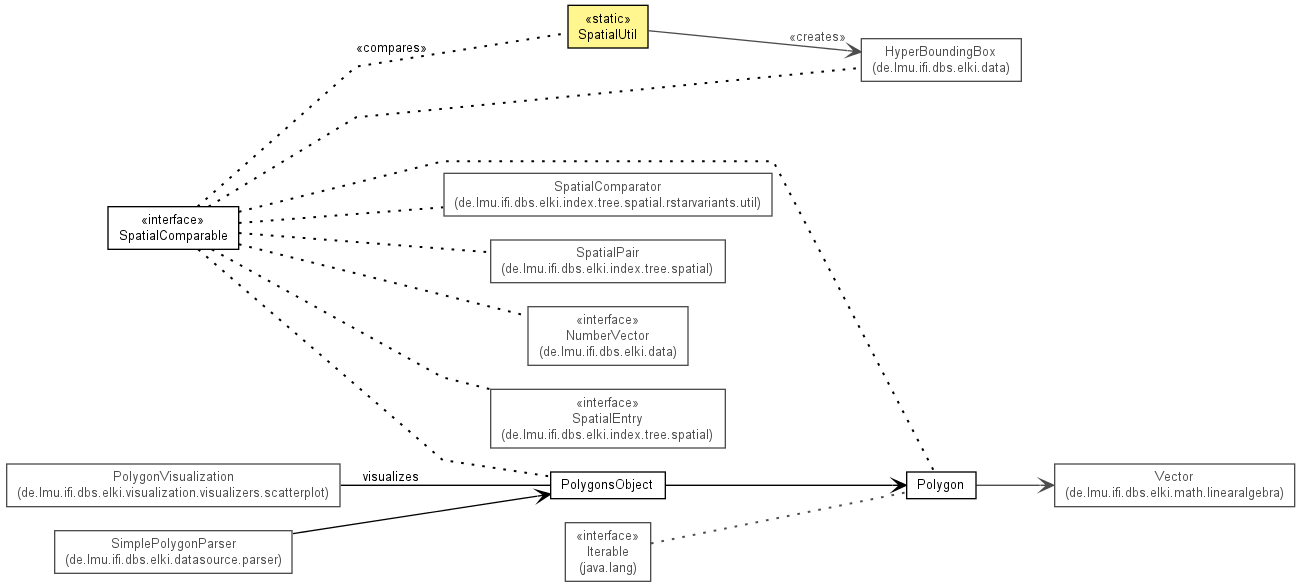 «static»
SpatialUtil
«compares»
«creates»
HyperBoundingBox
(de.lmu.ifi.dbs.elki.data)
SpatialComparator
(de.lmu.ifi.dbs.elki.index.tree.spatial.rstarvariants.util)
«interface»
SpatialComparable
SpatialPair
(de.lmu.ifi.dbs.elki.index.tree.spatial)
«interface»
NumberVector
(de.lmu.ifi.dbs.elki.data)
«interface»
SpatialEntry
(de.lmu.ifi.dbs.elki.index.tree.spatial)
PolygonVisualization
(de.lmu.ifi.dbs.elki.visualization.visualizers.scatterplot)
visualizes
PolygonsObject
Polygon
Vector
(de.lmu.ifi.dbs.elki.math.linearalgebra)
SimplePolygonParser
(de.lmu.ifi.dbs.elki.datasource.parser)
«interface»
Iterable
(java.lang)